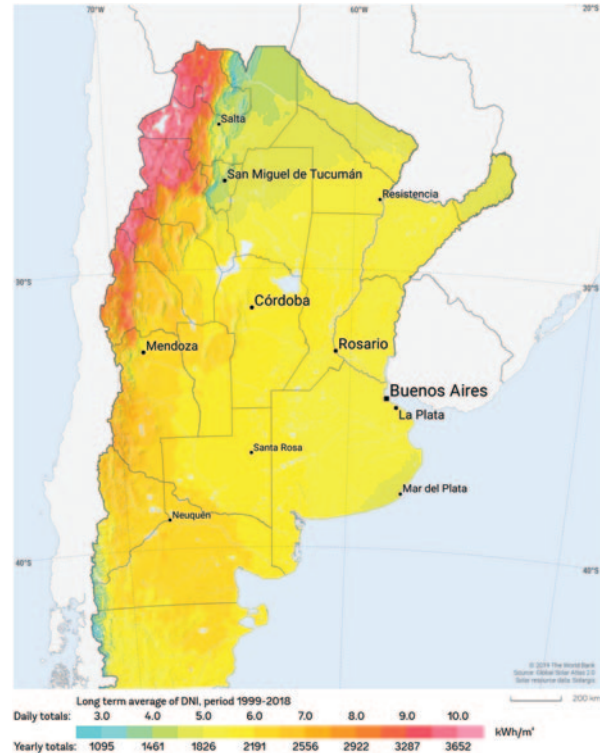 70°W
60°W
20°S
Salta
San Miguel de Tucumán
Resistencia
30°S
30°S
Córdoba
Mendoza
Rosario
Buenos Aires
La Plata
Santa Rosa
Mar del Plata
Neuquén
40°S
40°S
© 2019 The World Bank
Source: Global Solar Atlas 2.0
Solar resource data: Solargis
200 km
Long term average of DNI, period 1999-2018
Daily totals: 3.0 4.0 5.0 6.0 7.0 8.0 9.0 10.0
kWh/m²
Yearly totals: 1095 1461 1826 2191 2556 2922 3287 3652